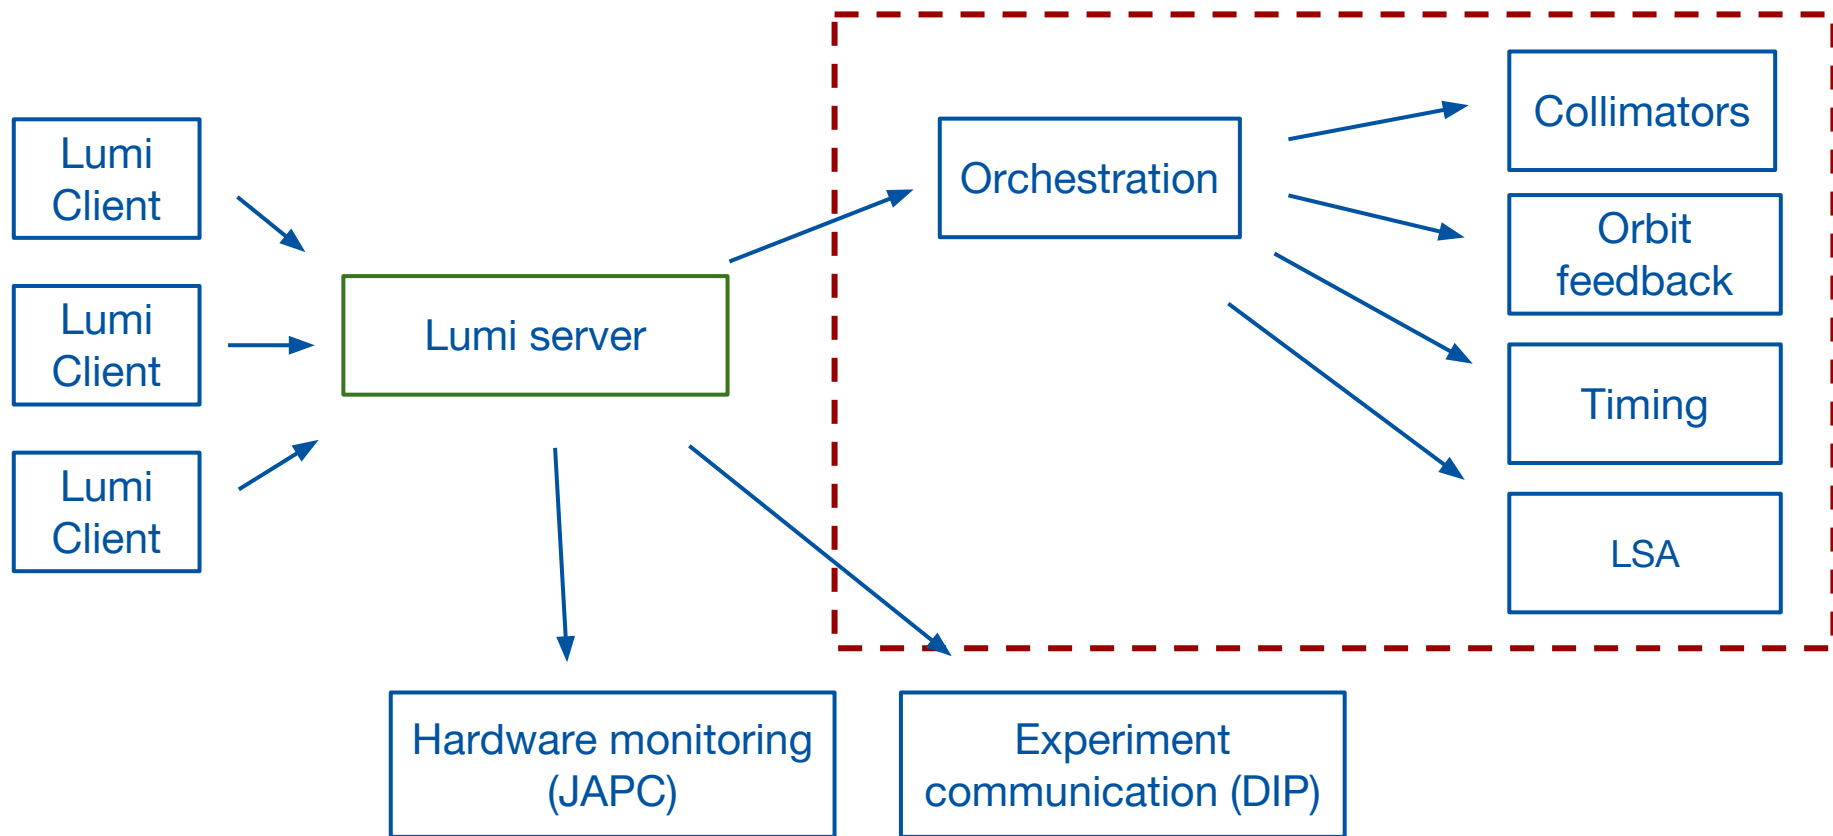 Lumi
Client
Lumi
Client
Lumi
Client
Lumi server
Orchestration
Collimators
Orbit
feedback
Timing
LSA
Hardware monitoring
(JAPC)
Experiment
communication (DIP)